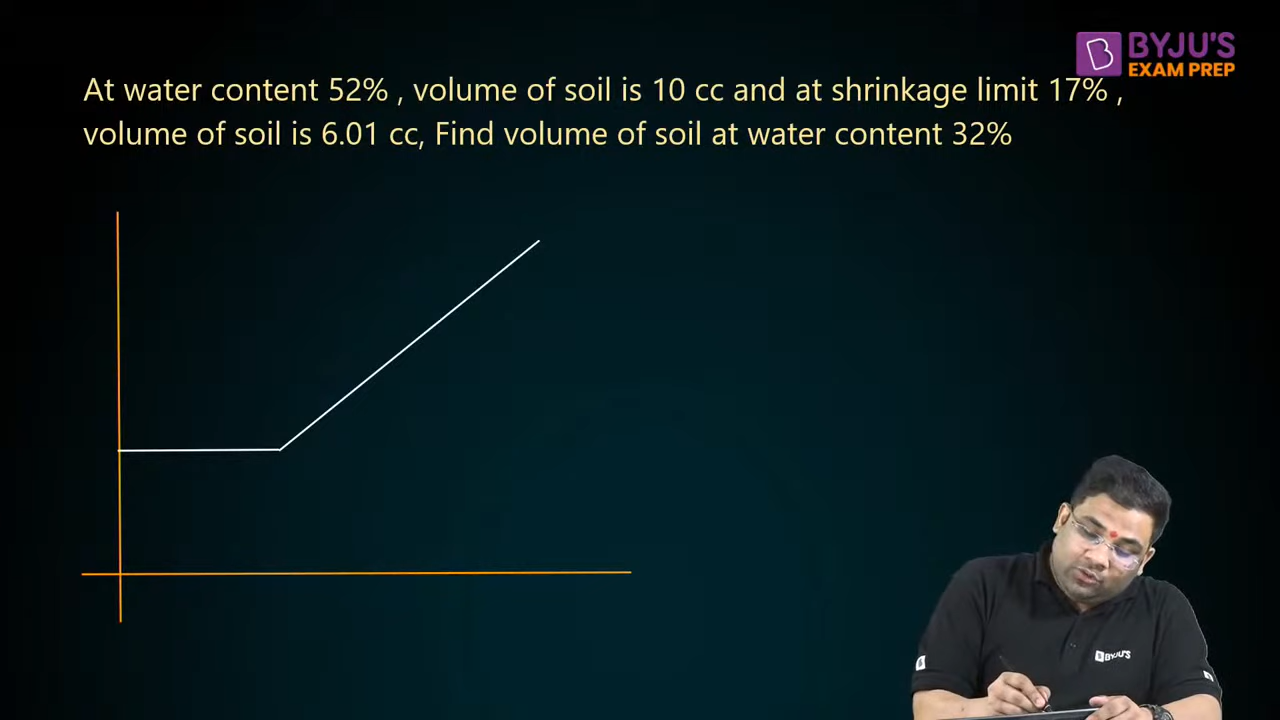 BYJU'S
EXAM PREP
At water content 52% , volume of soil is 10 cc and at shrinkage limit 17% ,
volume of soil is 6.01 cc, Find volume of soil at water content 32%
BYJU'S